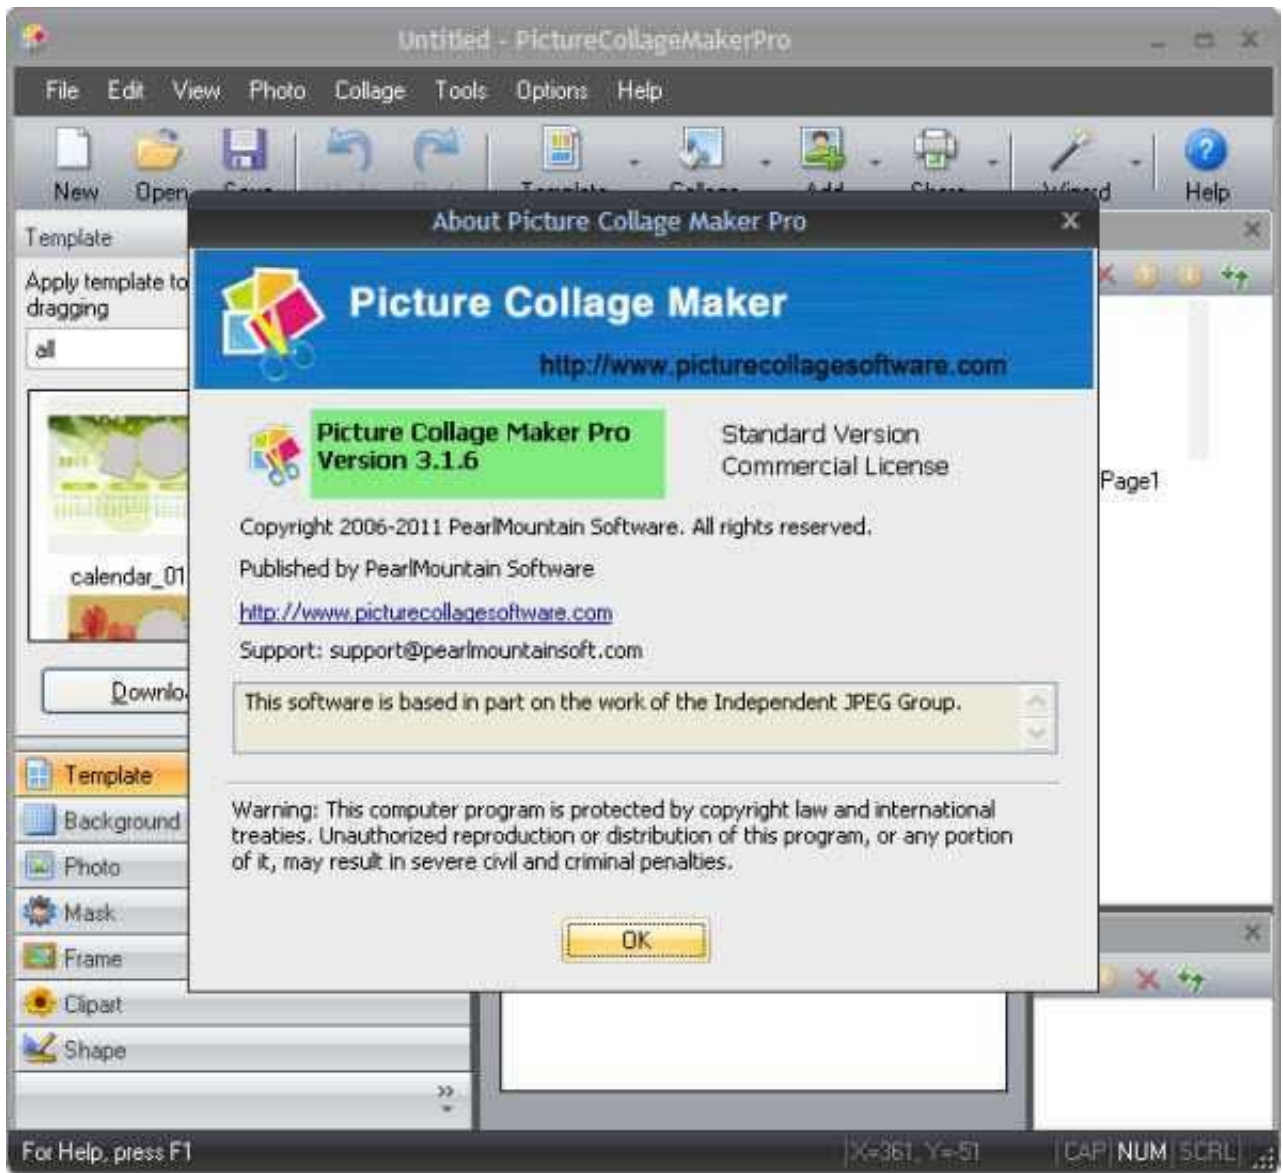 Untitled - PictureCollageMakerPro
File Edit View Photo Collage Tools Options Help
New Open Help
Template
Apply template to
dragging
all
calendar_01
Template
Background
Photo
Mask
Frame
Clipart
Shape
About Picture Collage Maker Pro
Picture Collage Maker
http://www.picturecollagesoftware.com
Picture Collage Maker Pro
Version 3.1.6
Standard Version
Commercial License
Copyright 2006-2011 PearlMountain Software. All rights reserved.
Published by PearlMountain Software
http://www.picturecollagesoftware.com
Support: support@pearlmountainsoft.com
This software is based in part on the work of the Independent JPEG Group.
Warning: This computer program is protected by copyright law and international
treaties. Unauthorized reproduction or distribution of this program, or any portion
of it, may result in severe civil and criminal penalties.
OK
Page1
For Help, press F1
X=361, Y=-51 CAP NUM SCRL